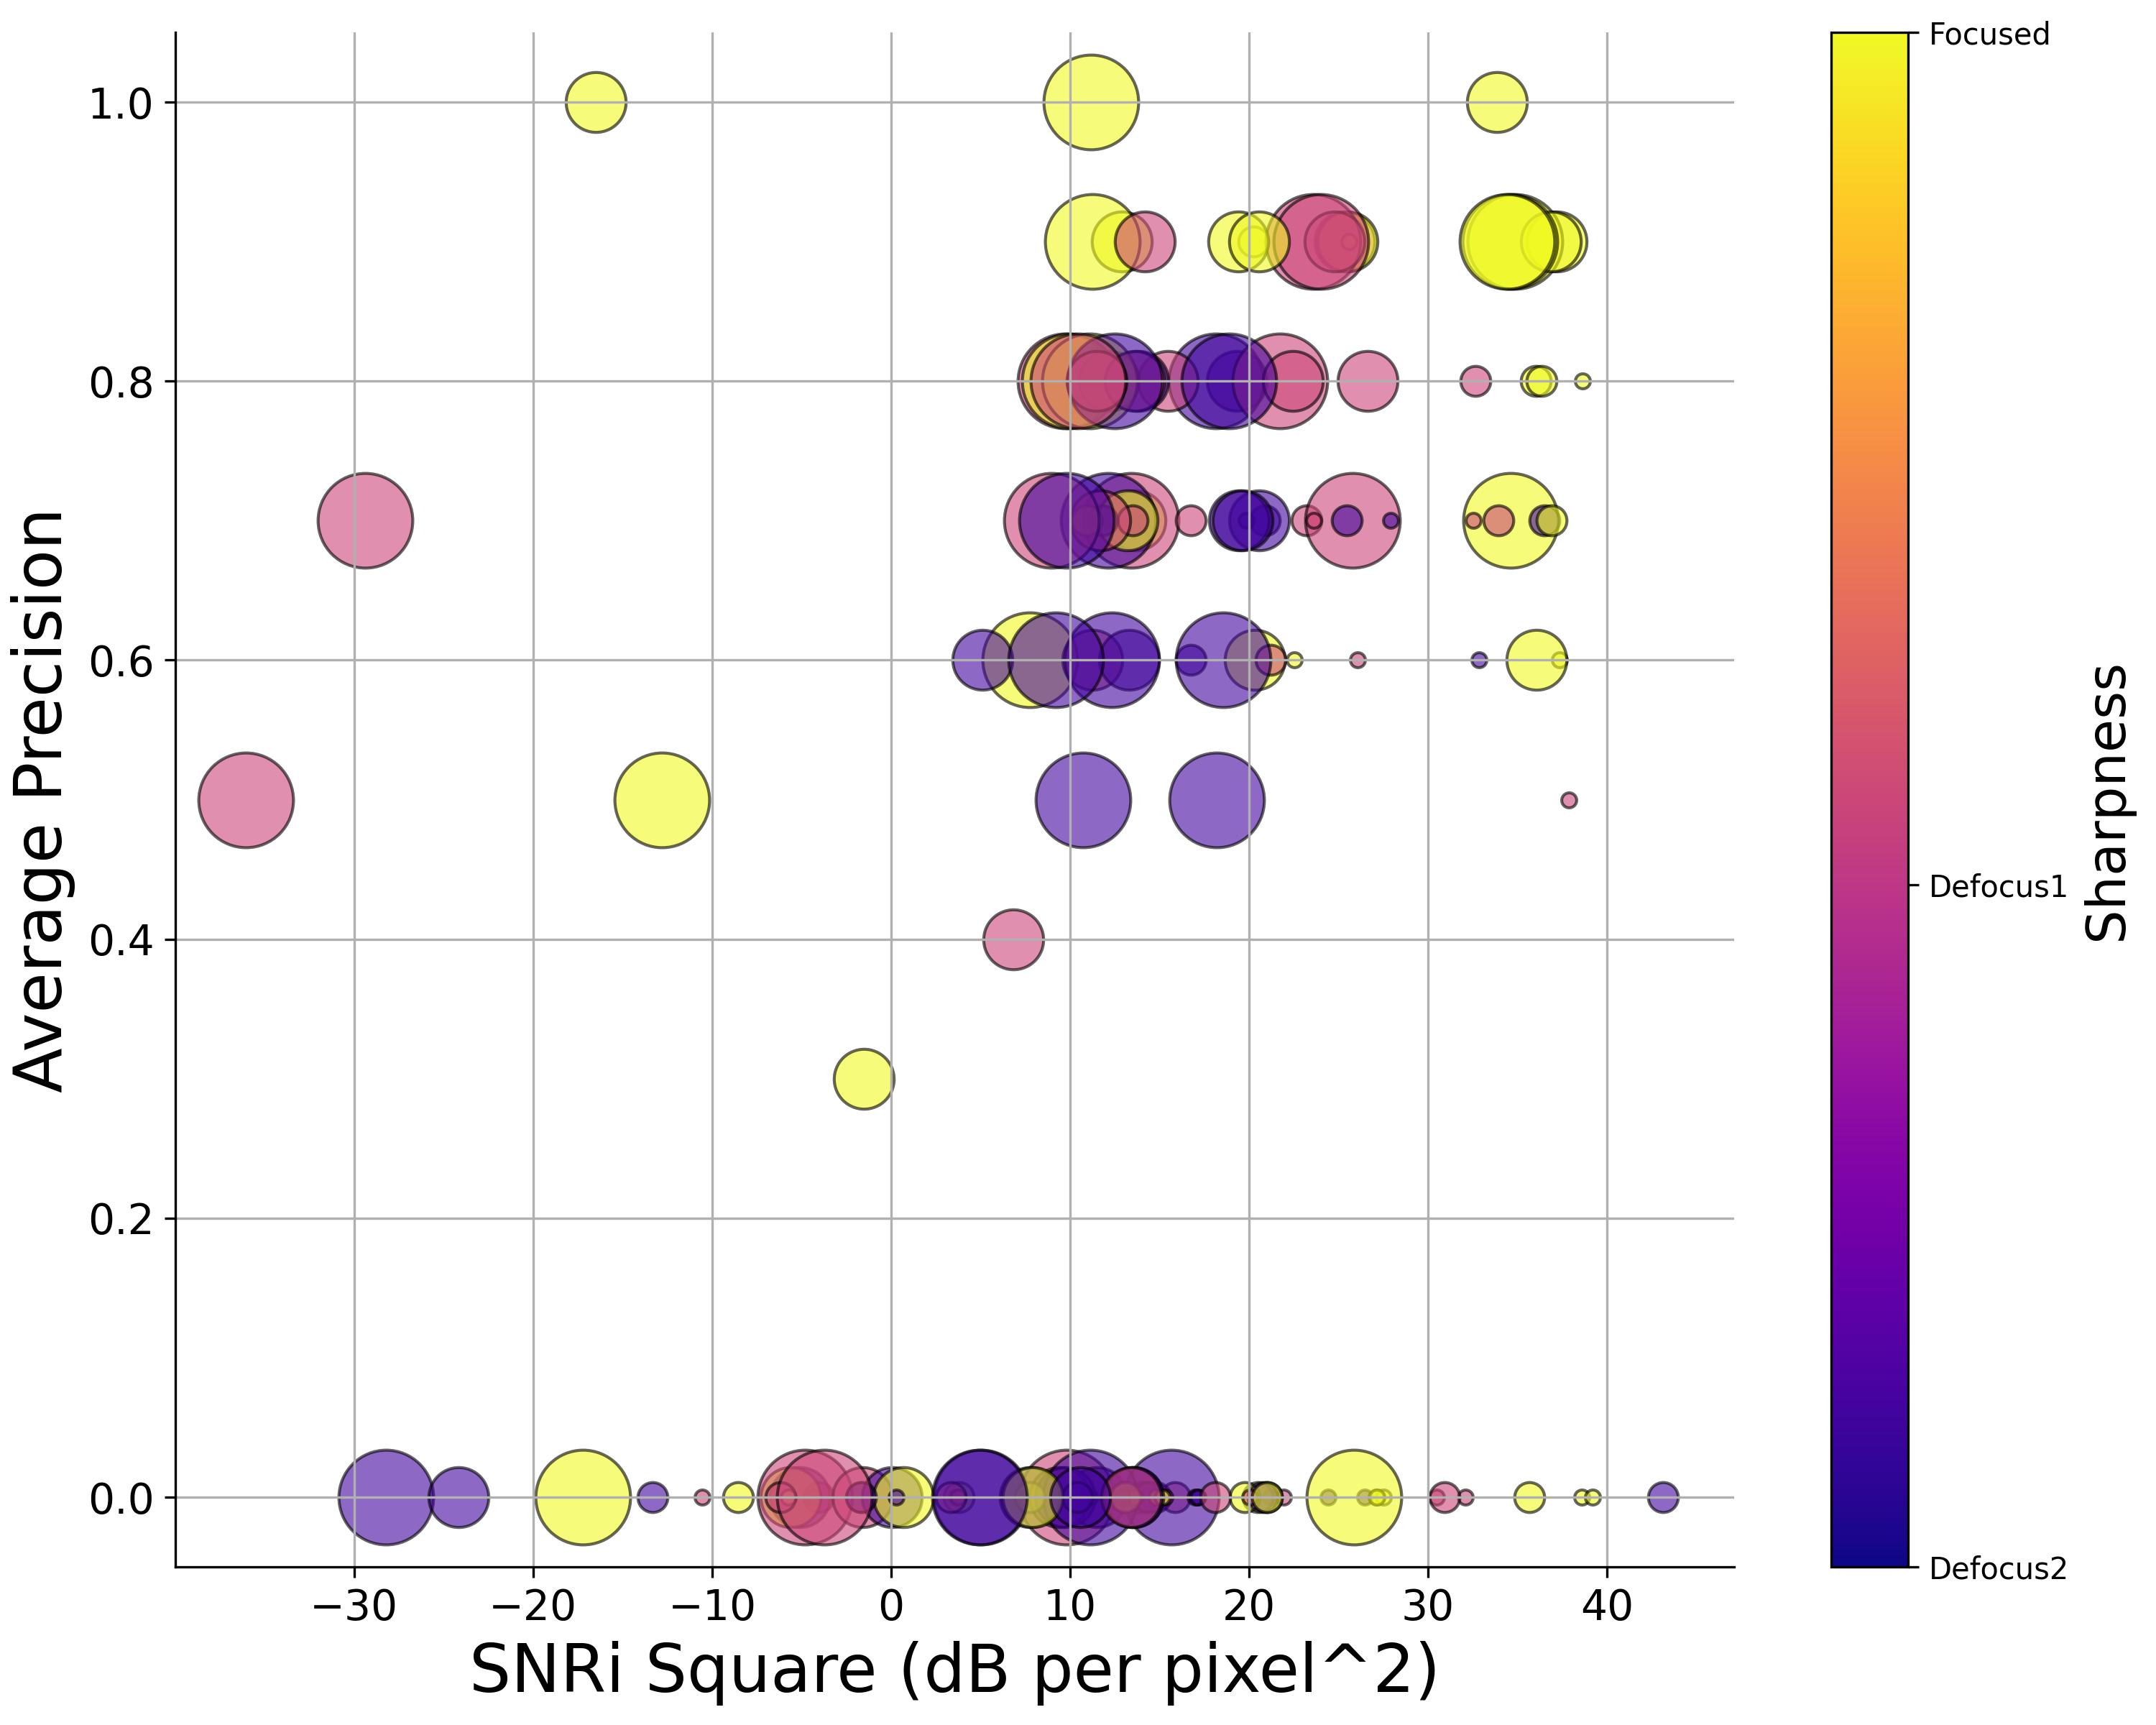 Average Precision
1.0
0.8
0.6
0.4
0.2
0.0
−30
−20
−10
0
10
20
30
40
SNRi Square (dB per pixel^2)
Focused
Defocus1
Defocus2
Sharpness